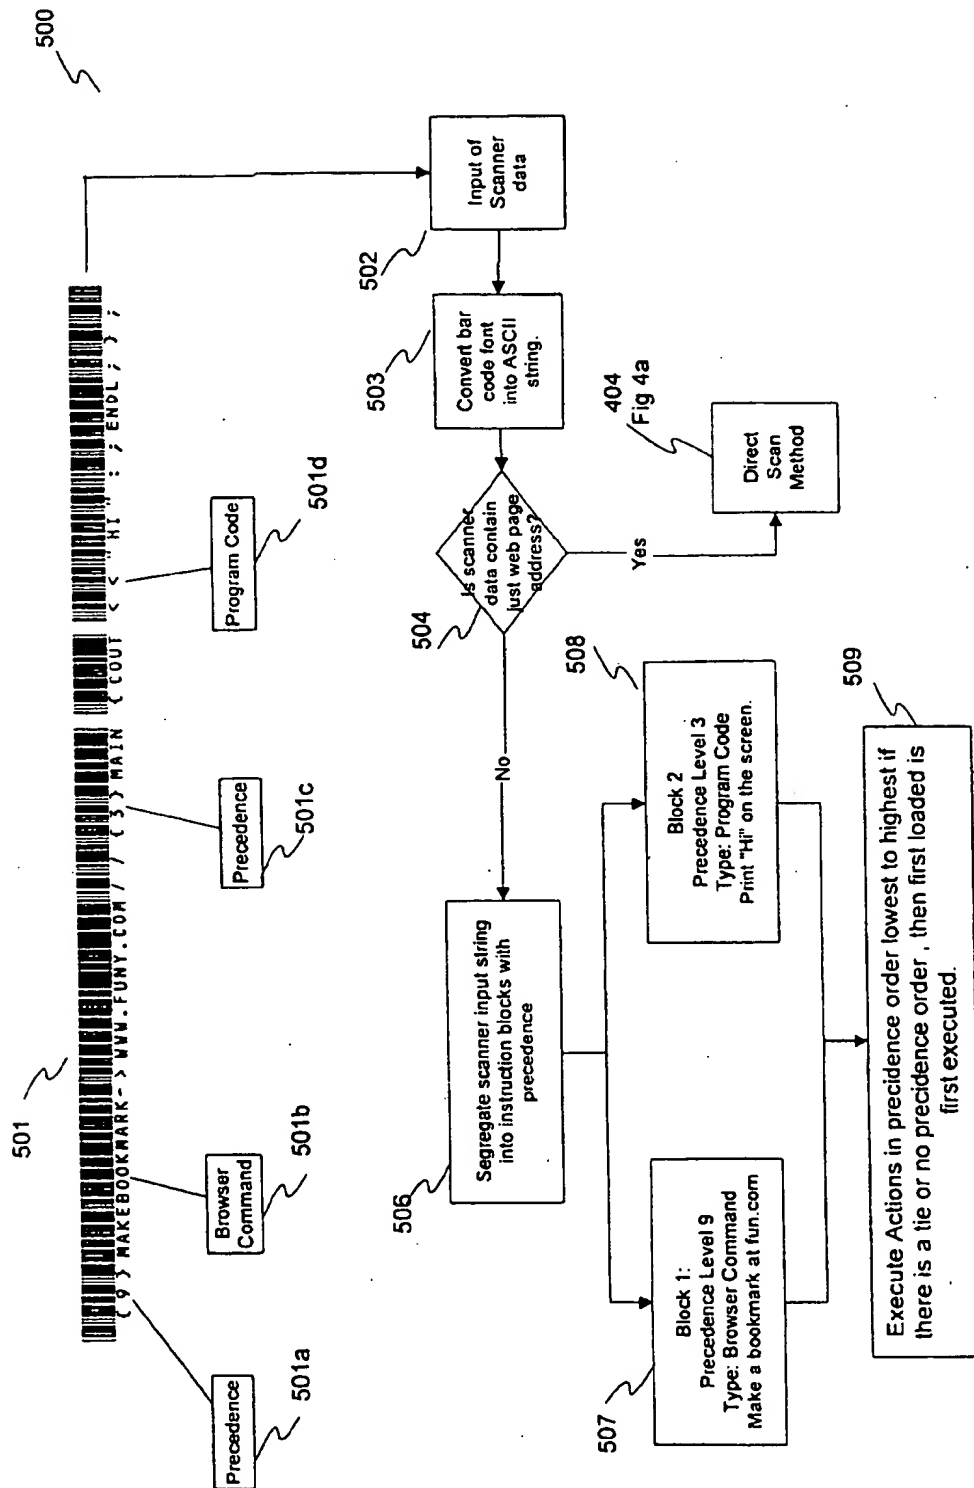 500
501
{9} MAKEBOOKMARK->WWW.FUNY.COM // {3} MAIN { COUT < < " HI " : ; ENDL ; } ;
Precedence
501a
Browser
Command
501b
Precedence
501c
Program Code
501d
Input of
Scanner
data
502
Convert bar
code font
into ASCII
string.
503
Is scanner
data contain
just web page
address?
504
Yes
404
Fig 4a
Direct
Scan
Method
No
Segregate scanner input string
into instruction blocks with
precedence
506
Block 1:
Precedence Level 9
Type: Browser Command
Make a bookmark at fun.com
507
Block 2
Precedence Level 3
Type: Program Code
Print "Hi" on the screen.
508
Execute Actions in precidence order lowest to highest if
there is a tie or no precidence order , then first loaded is
first executed.
509